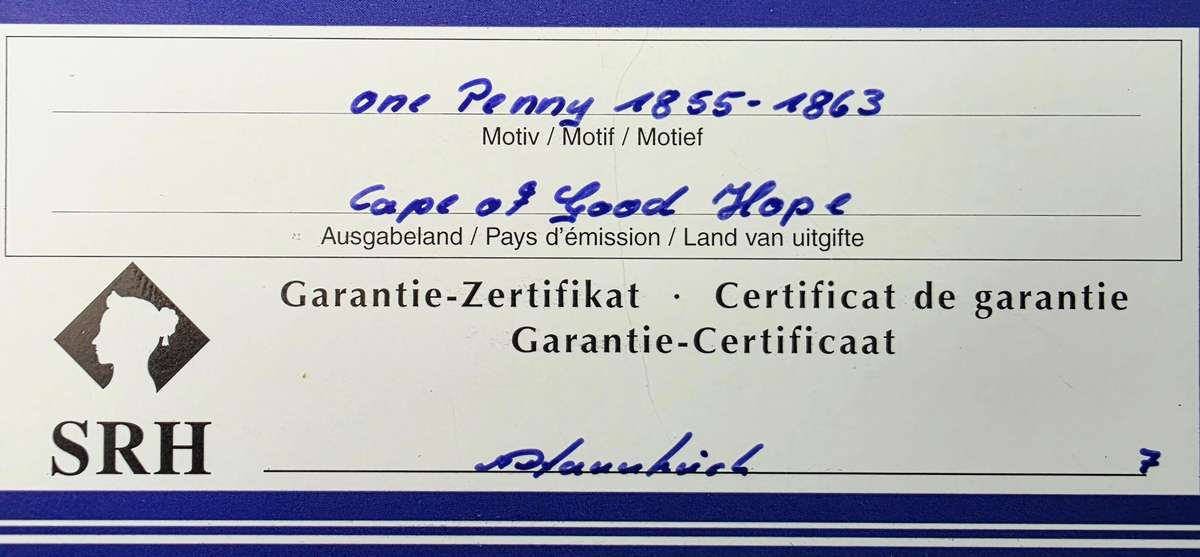 one Penny 1855-1863
Motiv / Motif / Motief
Cape of Good Hope
Ausgabeland / Pays d'émission / Land van uitgifte
Garantie-Zertifikat · Certificat de garantie
Garantie-Certificaat
SRH
7